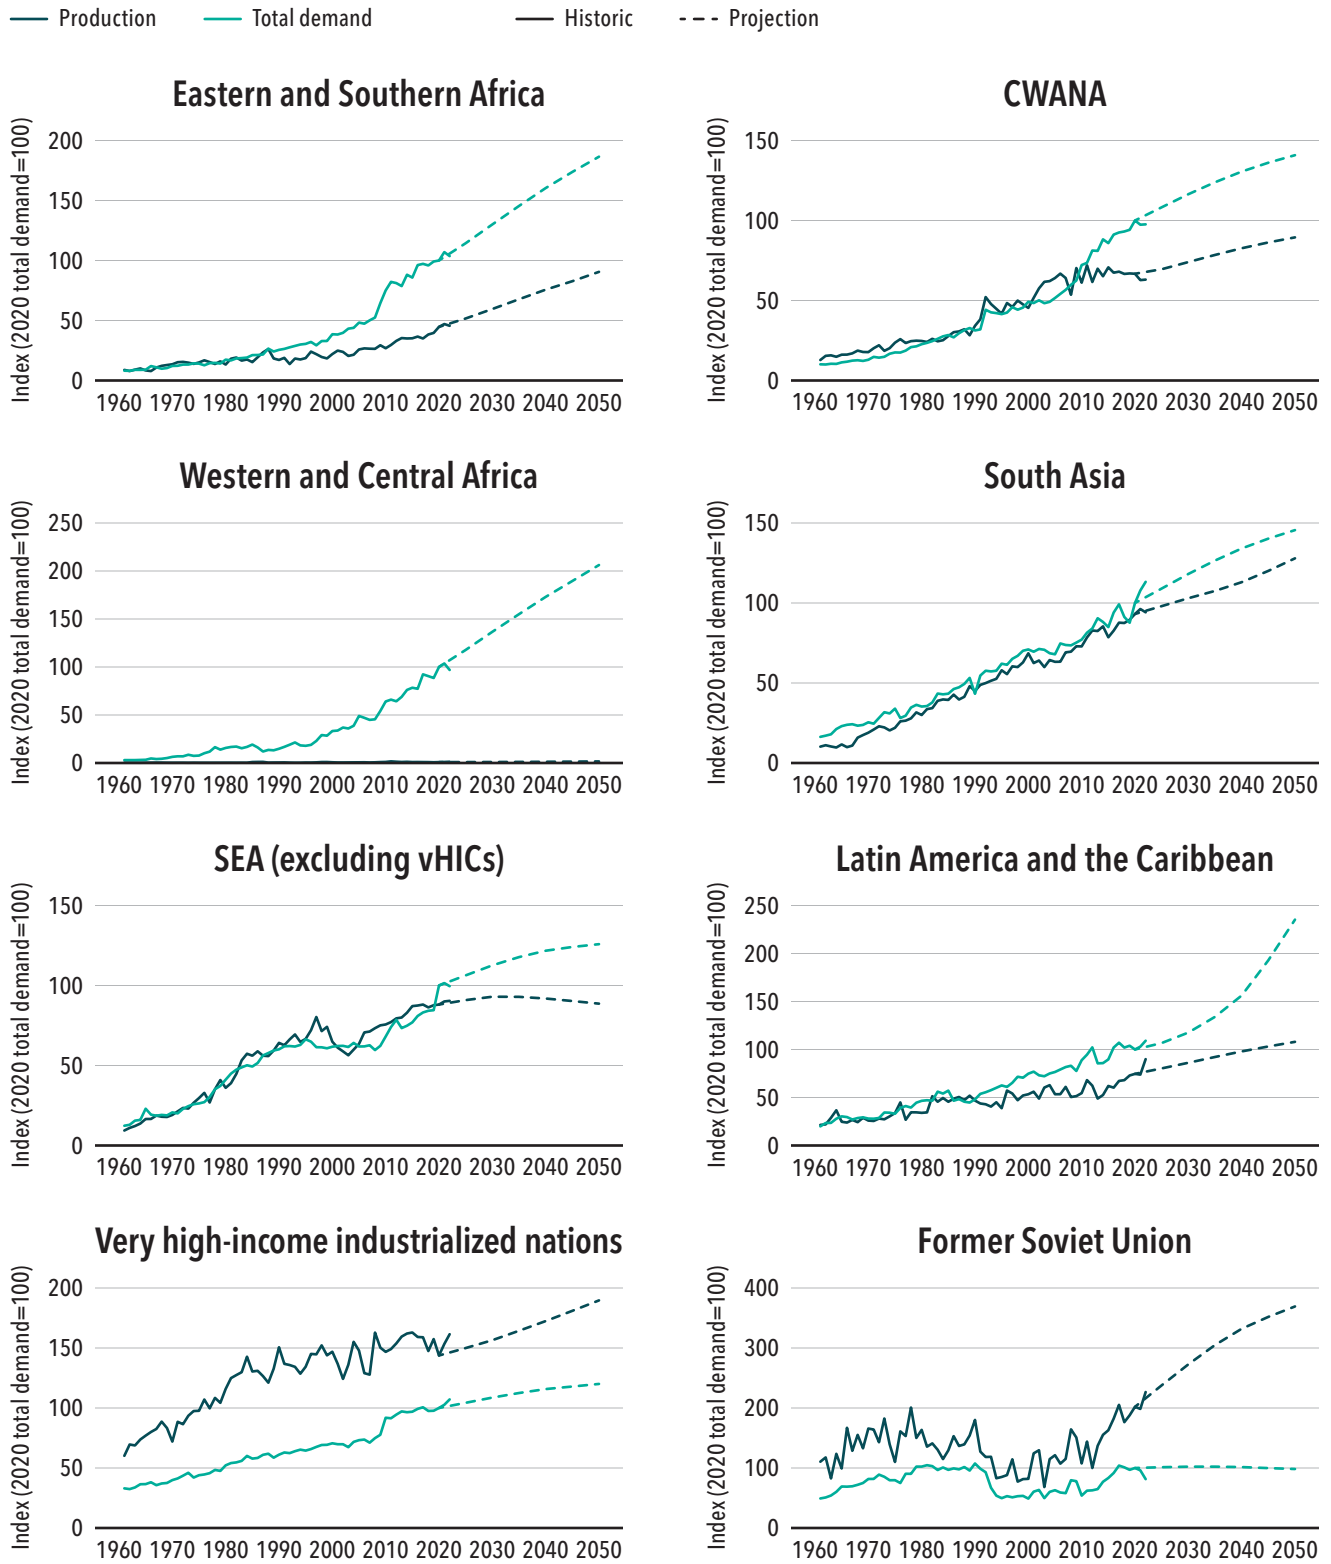 Production Total demand Historic Projection
Eastern and Southern Africa
Index (2020 total demand=100)
200
150
100
50
0
1960 1970 1980 1990 2000 2010 2020 2030 2040 2050
CWANA
Index (2020 total demand=100)
150
100
50
0
1960 1970 1980 1990 2000 2010 2020 2030 2040 2050
Western and Central Africa
Index (2020 total demand=100)
250
200
150
100
50
0
1960 1970 1980 1990 2000 2010 2020 2030 2040 2050
South Asia
Index (2020 total demand=100)
150
100
50
0
1960 1970 1980 1990 2000 2010 2020 2030 2040 2050
SEA (excluding vHICs)
Index (2020 total demand=100)
150
100
50
0
1960 1970 1980 1990 2000 2010 2020 2030 2040 2050
Latin America and the Caribbean
Index (2020 total demand=100)
250
200
150
100
50
0
1960 1970 1980 1990 2000 2010 2020 2030 2040 2050
Very high-income industrialized nations
Index (2020 total demand=100)
200
150
100
50
0
1960 1970 1980 1990 2000 2010 2020 2030 2040 2050
Former Soviet Union
Index (2020 total demand=100)
400
300
200
100
0
1960 1970 1980 1990 2000 2010 2020 2030 2040 2050